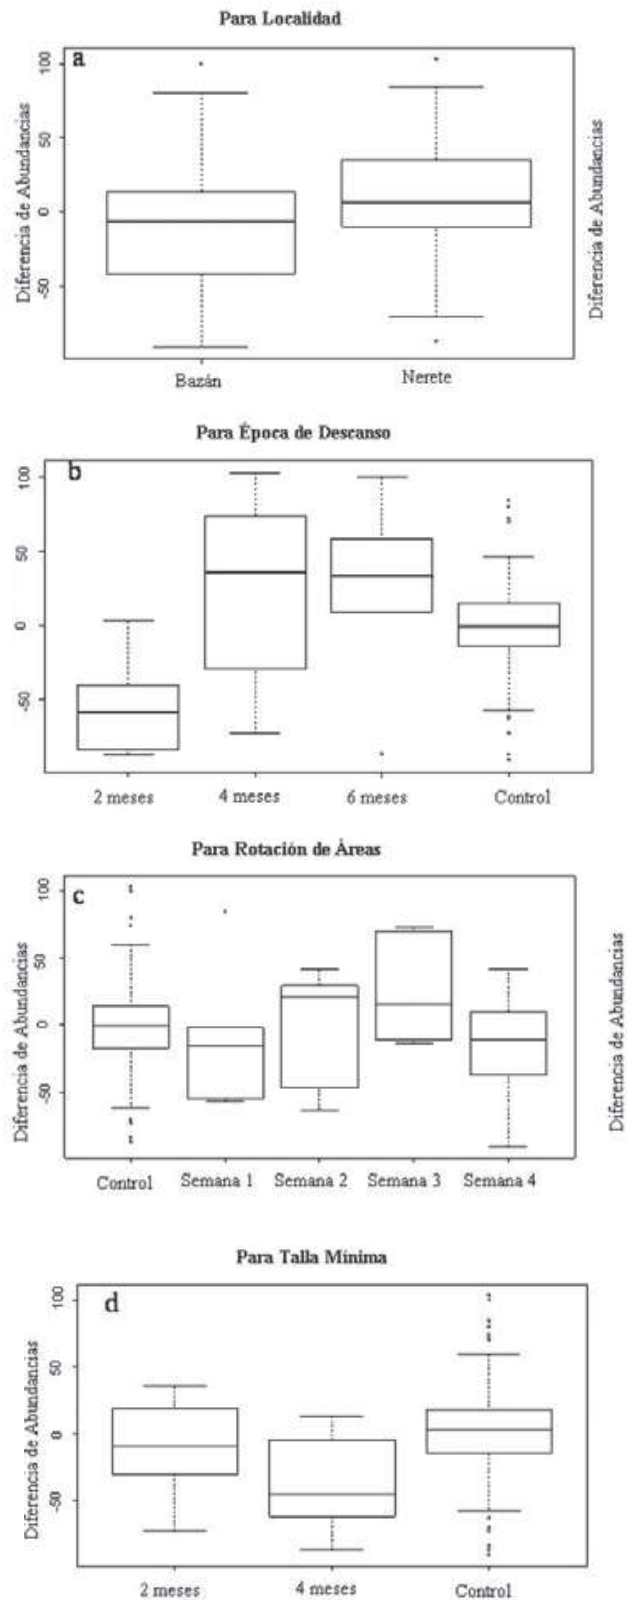 Para Localidad
a
100
50
0
-50
Diferencia de Abundancias
Diferencia de Abundancias
Bazán Nerete
Para Época de Descanso
b
100
50
0
-50
2 meses 4 meses 6 meses Control
Para Rotación de Áreas
c
100
50
0
-50
Diferencia de Abundancias
Diferencia de Abundancias
Control Semana 1 Semana 2 Semana 3 Semana 4
Para Talla Mínima
d
100
50
0
-50
Diferencia de Abundancias
2 meses 4 meses Control